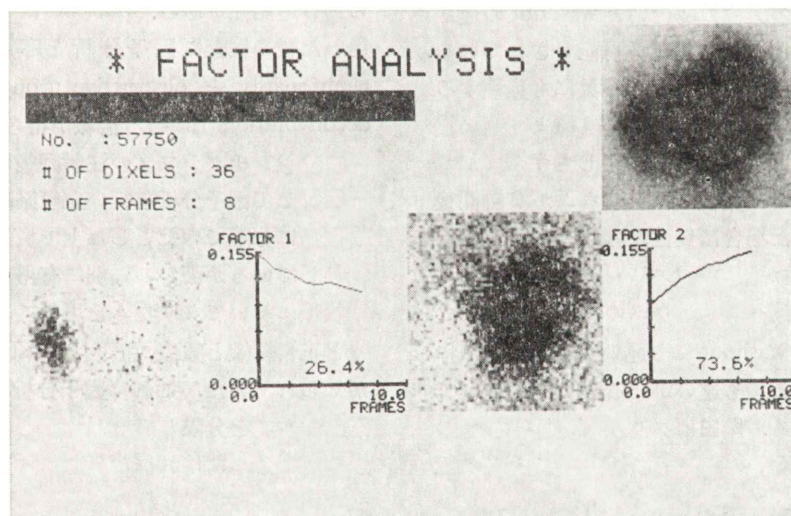 * FACTOR ANALYSIS *
No. : 57750
# OF DIXELS : 36
# OF FRAMES : 8
FACTOR 1
0.155
26.4%
0.000
0.0 10.0
FRAMES
FACTOR 2
0.155
73.6%
0.000
0.0 10.0
FRAMES